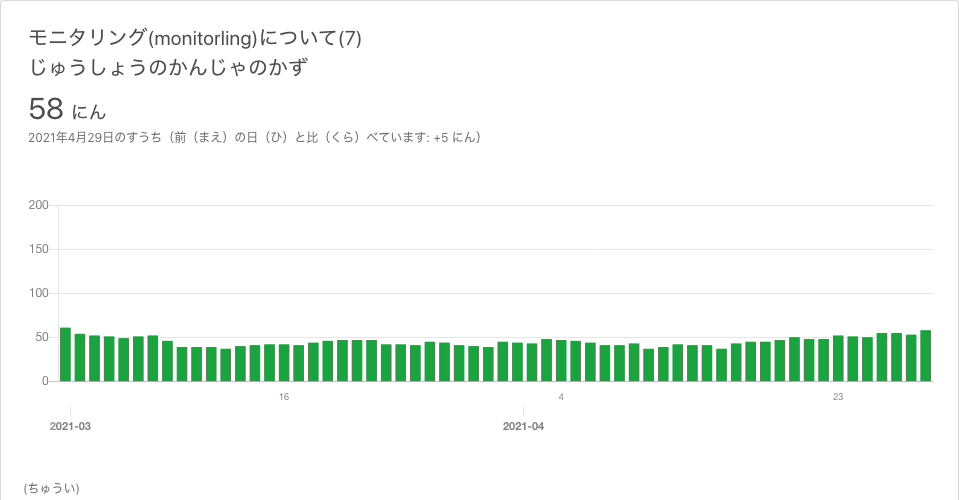 モニタリング(monitorling)について(7)
じゅうしょうのかんじゃのかず
58 にん
2021年4月29日のすうち（前（まえ）の日（ひ）と比（くら）べています: +5 にん）
200
150
100
50
0
16
4
23
2021-03
2021-04
(ちゅうい)